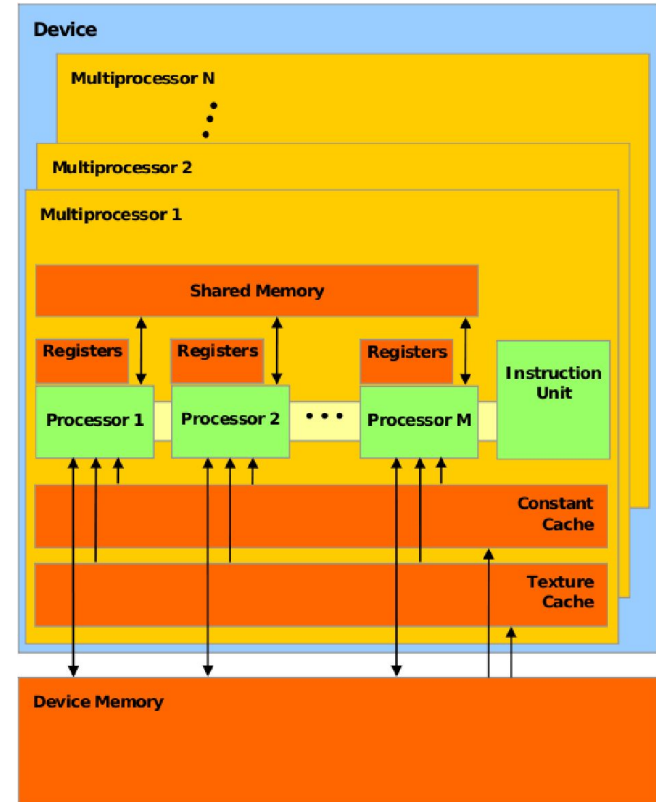 Device
Multiprocessor N
Multiprocessor 2
Multiprocessor 1
Shared Memory
Registers
Registers
Registers
Instruction
Unit
Processor 1
Processor 2
• • •
Processor M
Constant
Cache
Texture
Cache
Device Memory